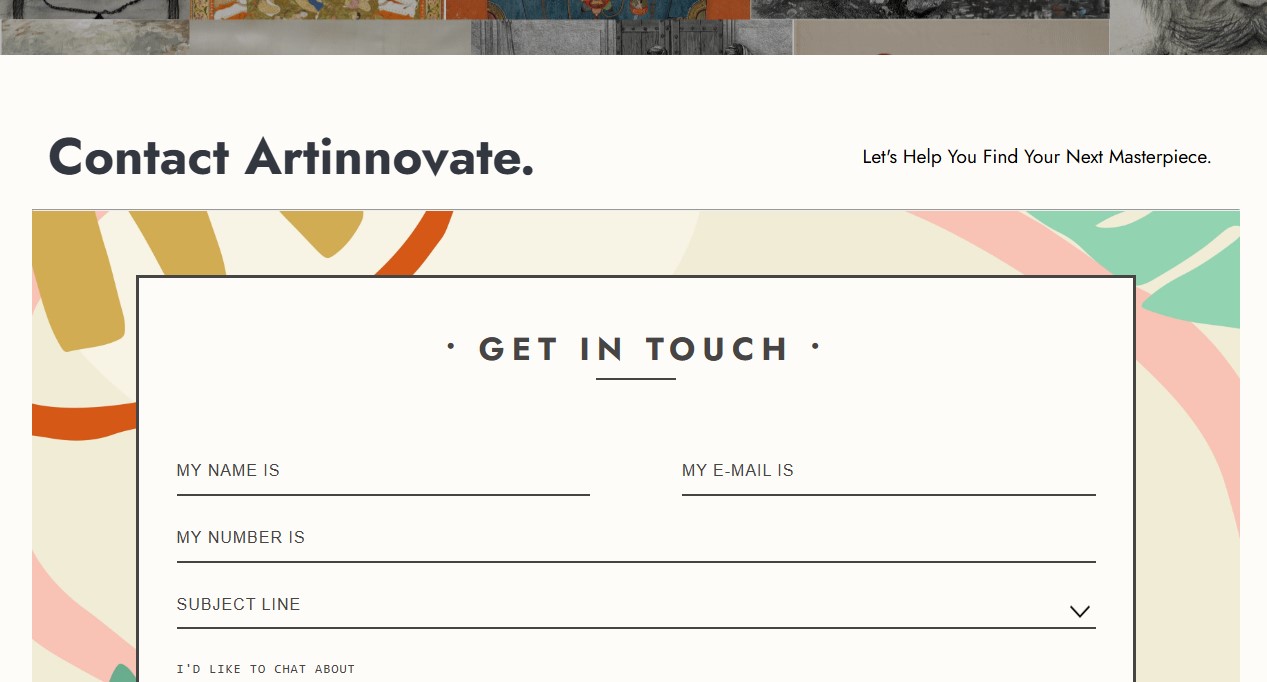 Contact Artinnovate.
Let's Help You Find Your Next Masterpiece.
· GET IN TOUCH ·
MY NAME IS
MY E-MAIL IS
MY NUMBER IS
SUBJECT LINE
I'D LIKE TO CHAT ABOUT